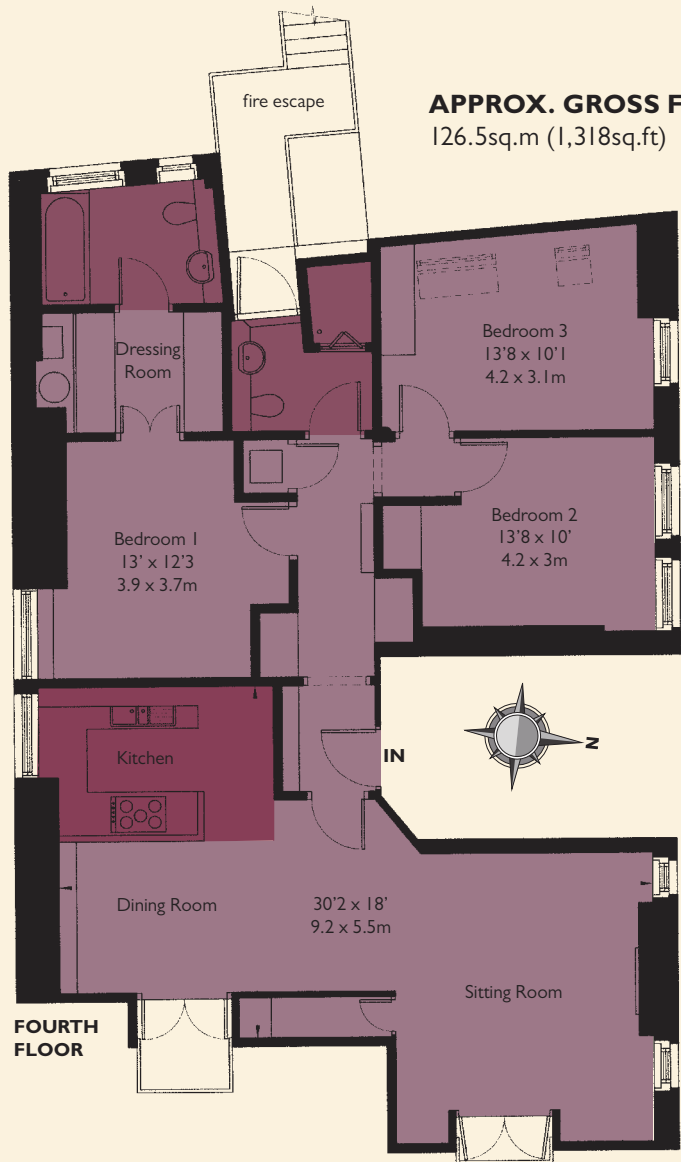 fire escape
APPROX. GROSS F
126.5sq.m (1,318sq.ft)
Dressing
Room
Bedroom 3
13'8 x 10'1
4.2 x 3.1m
Bedroom 1
13' x 12'3
3.9 x 3.7m
Bedroom 2
13'8 x 10'
4.2 x 3m
Kitchen
IN
N
Dining Room
30'2 x 18'
9.2 x 5.5m
Sitting Room
FOURTH
FLOOR